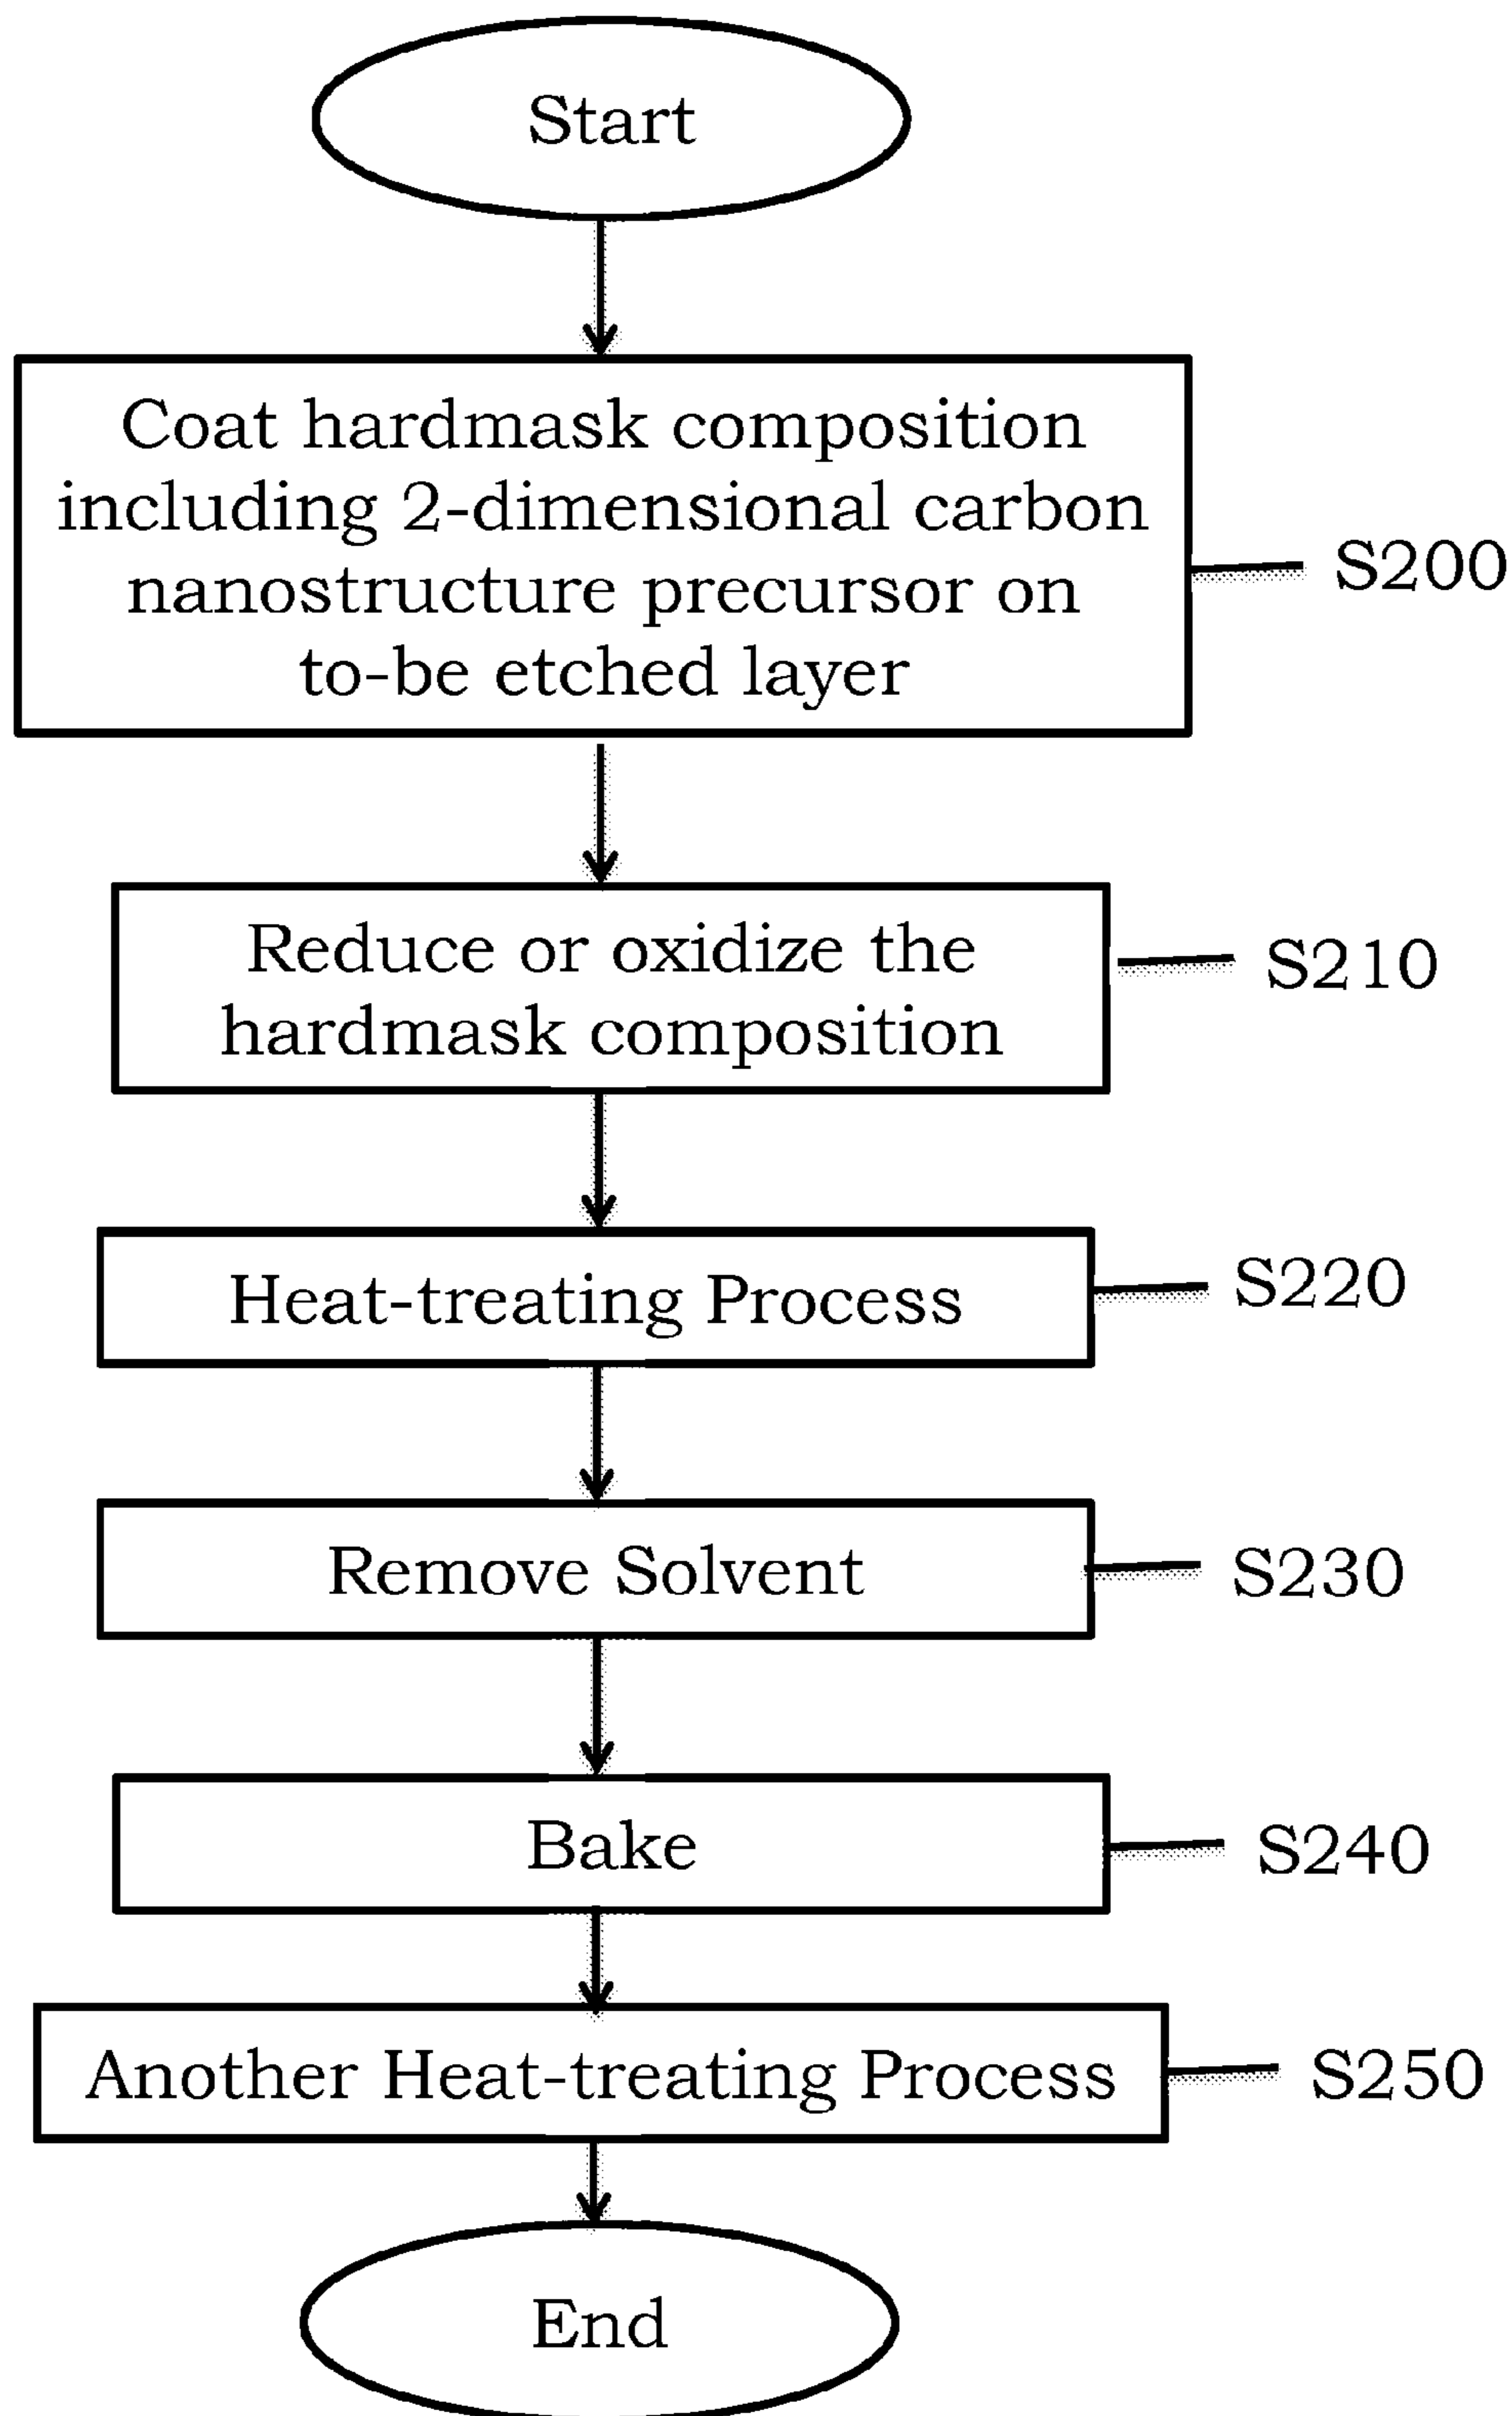 Start
Coat hardmask composition
including 2-dimensional carbon
nanostructure precursor on
to-be etched layer
S200
Reduce or oxidize the
hardmask composition
S210
Heat-treating Process
S220
Remove Solvent
S230
Bake
S240
Another Heat-treating Process
S250
End